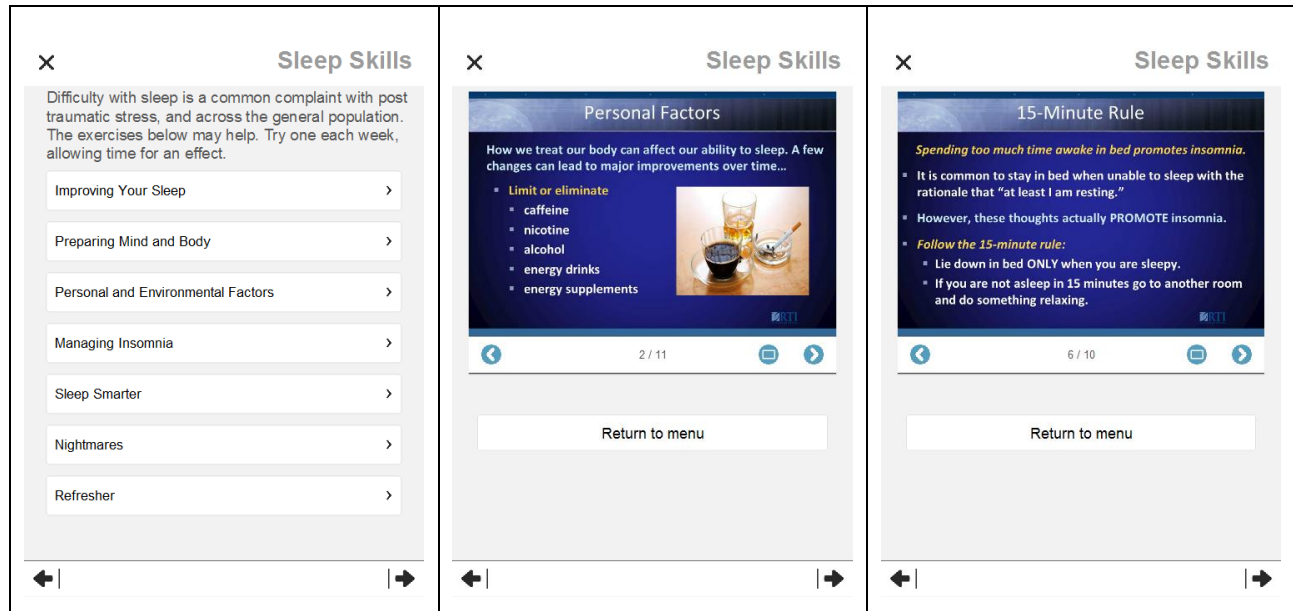 Sleep Skills
Difficulty with sleep is a common complaint with post
traumatic stress, and across the general population.
The exercises below may help. Try one each week,
allowing time for an effect.
Improving Your Sleep
Preparing Mind and Body
Personal and Environmental Factors
Managing Insomnia
Sleep Smarter
Nightmares
Refresher
Sleep Skills
Personal Factors
How we treat our body can affect our ability to sleep. A few
changes can lead to major improvements over time...
Limit or eliminate
caffeine
nicotine
alcohol
energy drinks
energy supplements
RTI
2 / 11
Return to menu
Sleep Skills
15-Minute Rule
Spending too much time awake in bed promotes insomnia.
It is common to stay in bed when unable to sleep with the
rationale that “at least I am resting.”
However, these thoughts actually PROMOTE insomnia.
Follow the 15-minute rule:
Lie down in bed ONLY when you are sleepy.
If you are not asleep in 15 minutes go to another room
and do something relaxing.
RTI
6 / 10
Return to menu